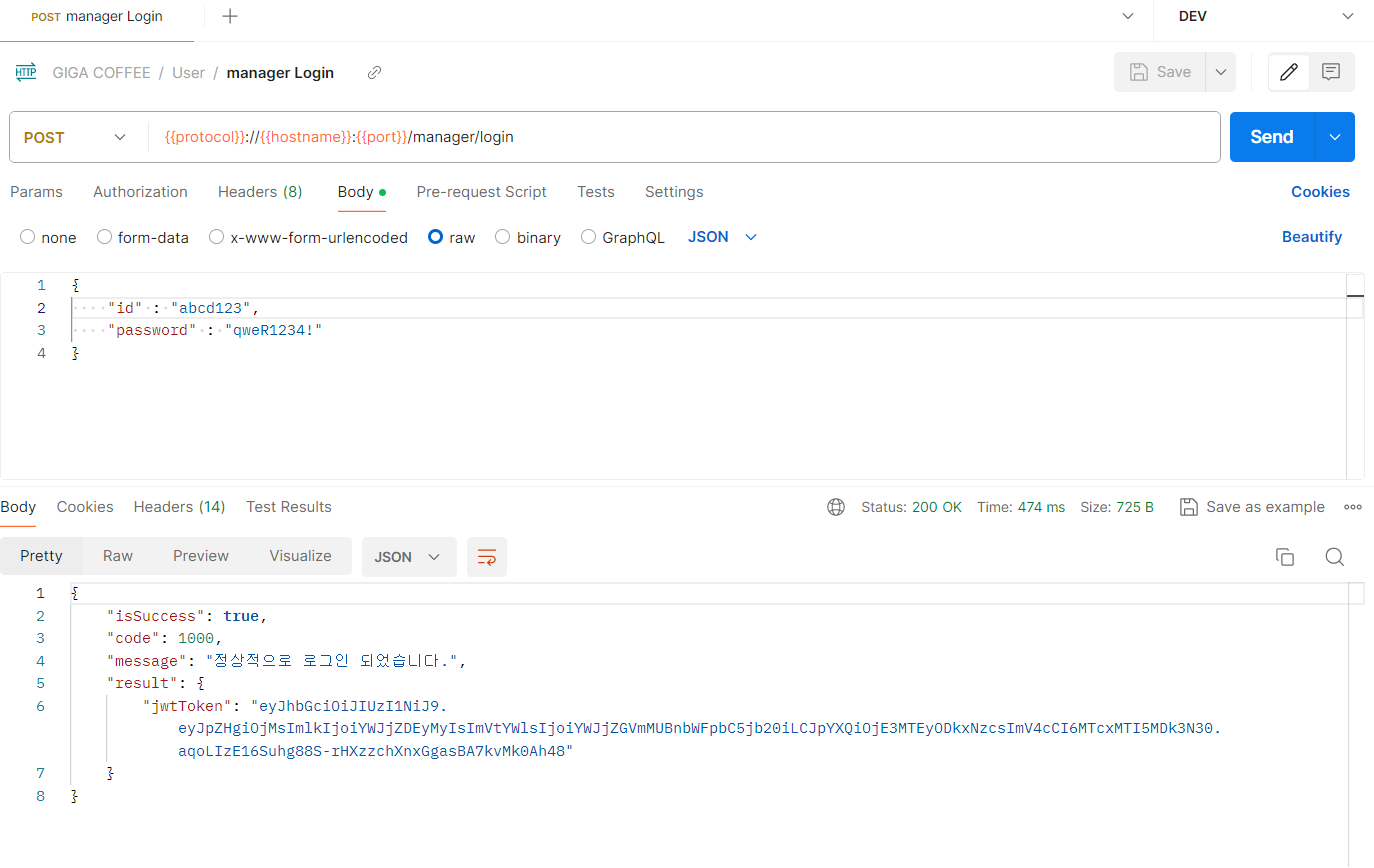 POST manager Login
DEV
HTTP GIGA COFFEE / User / manager Login
Save
POST {{protocol}}://{{hostname}}:{{port}}/manager/login Send
Params Authorization Headers (8) Body Pre-request Script Tests Settings Cookies
none form-data x-www-form-urlencoded raw binary GraphQL JSON Beautify
1 {
2 "id" : "abcd123",
3 "password" : "qweR1234!"
4 }
Body Cookies Headers (14) Test Results Status: 200 OK Time: 474 ms Size: 725 B Save as example
Pretty Raw Preview Visualize JSON
1 {
2 "isSuccess": true,
3 "code": 1000,
4 "message": "정상적으로 로그인 되었습니다.",
5 "result": {
6 "jwtToken": "eyJhbGciOiJIUzI1NiJ9.
eyJpZHgiOjMsImlkIjoiYWJjZDEyMyIsImVtYWlsIjoiYWJjZGVmMUBnbWFpbC5jb20iLCJpYXQiOjE3MTEyODkxNzcsImV4cCI6MTcxMTI5MDk3N30.
aqoLIzE16Suhg88S-rHXzzchXnxGgasBA7kvMk0Ah48"
7 }
8 }